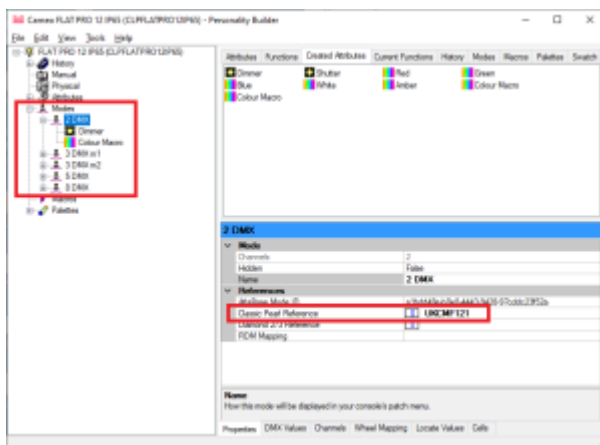 Cameo FLAT PRO 12 IP65 (CLPFLATPRO12IP65) - Personality Builder
File Edit View Tools Help
FLAT PRO 12 IP65 (CLPFLATPRO12IP65)
History
Manual
Physical
Attributes
Modes
2 DMX
Dimmer
Colour Macro
3 DMX m1
3 DMX m2
5 DMX
Macros
Palettes
Attributes Functions Created Attributes Current Functions History Modes Macros Palettes Swatch
Dimmer Shutter Red Green
Blue White Amber Colour Macro
Colour Macro
2 DMX
Mode
Channels 2
Hidden False
Name 2 DMX
References
Classic Pearl Reference UKCMF121
Diamond 2/3 Reference
RDM Mapping
Name
How this mode will be displayed in your console's patch menu.
Properties DMX Values Channels Wheel Mapping Locate Values Cells